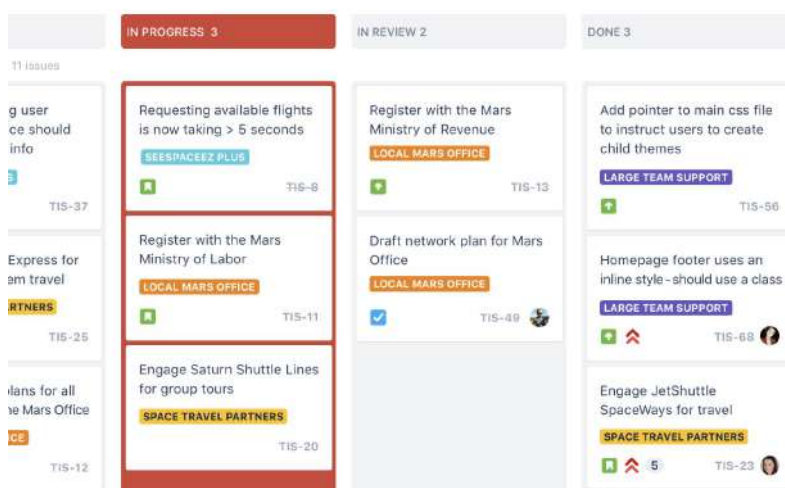 IN PROGRESS 3
IN REVIEW 2
DONE 3
11 issues
g user
ce should
info
TIS-37
Express for
em travel
ARTNERS
TIS-25
lans for all
he Mars Office
ICE
TIS-12
Requesting available flights
is now taking > 5 seconds
SEESPACEEZ PLUS
TIS-8
Register with the Mars
Ministry of Labor
LOCAL MARS OFFICE
TIS-11
Engage Saturn Shuttle Lines
for group tours
SPACE TRAVEL PARTNERS
TIS-20
Register with the Mars
Ministry of Revenue
LOCAL MARS OFFICE
TIS-13
Draft network plan for Mars
Office
LOCAL MARS OFFICE
TIS-49
Add pointer to main css file
to instruct users to create
child themes
LARGE TEAM SUPPORT
TIS-56
Homepage footer uses an
inline style - should use a class
LARGE TEAM SUPPORT
TIS-68
Engage JetShuttle
SpaceWays for travel
SPACE TRAVEL PARTNERS
5 TIS-23